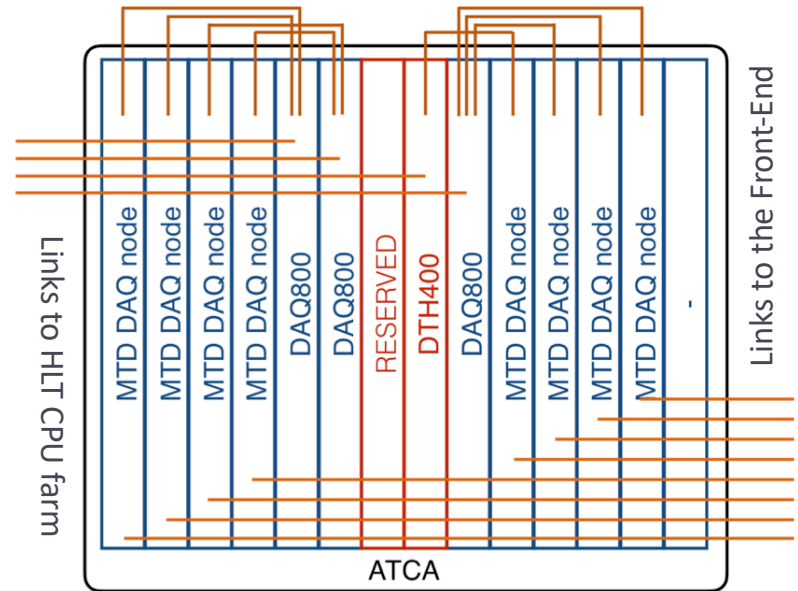 Links to HLT CPU farm
MTD DAQ node
MTD DAQ node
MTD DAQ node
MTD DAQ node
DAQ800
DAQ800
RESERVED
DTH400
DAQ800
MTD DAQ node
MTD DAQ node
MTD DAQ node
MTD DAQ node
-
Links to the Front-End
ATCA